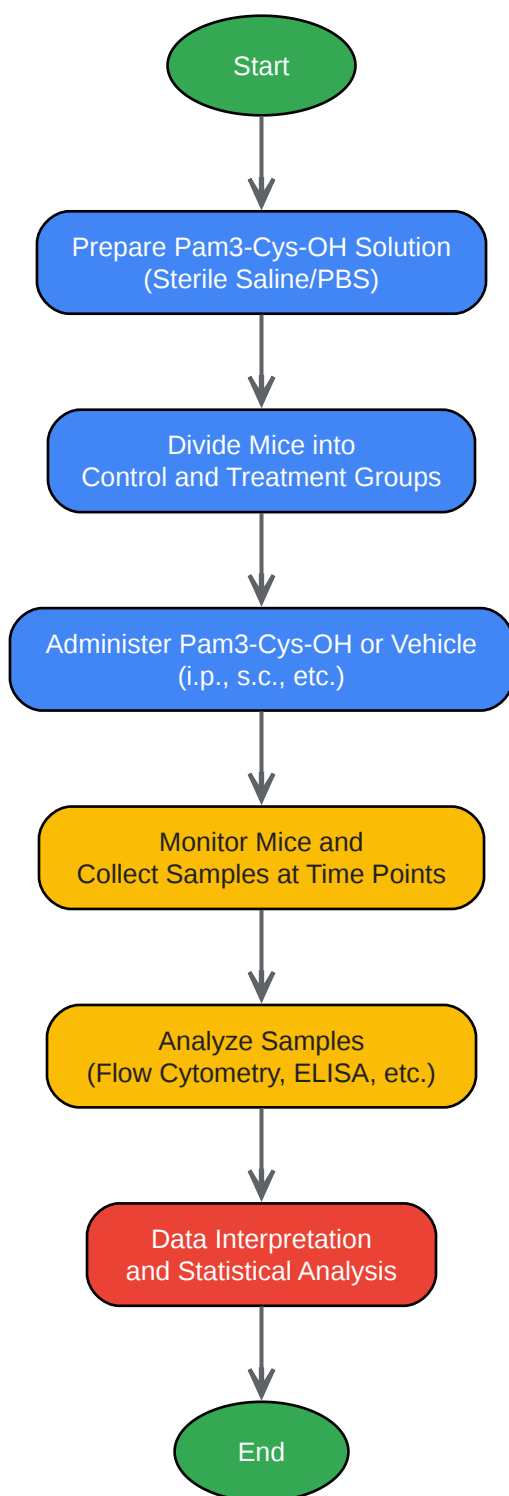 Start
Prepare Pam3-Cys-OH Solution
(Sterile Saline/PBS)
Divide Mice into
Control and Treatment Groups
Administer Pam3-Cys-OH or Vehicle
(i.p., s.c., etc.)
Monitor Mice and
Collect Samples at Time Points
Analyze Samples
(Flow Cytometry, ELISA, etc.)
Data Interpretation
and Statistical Analysis
End